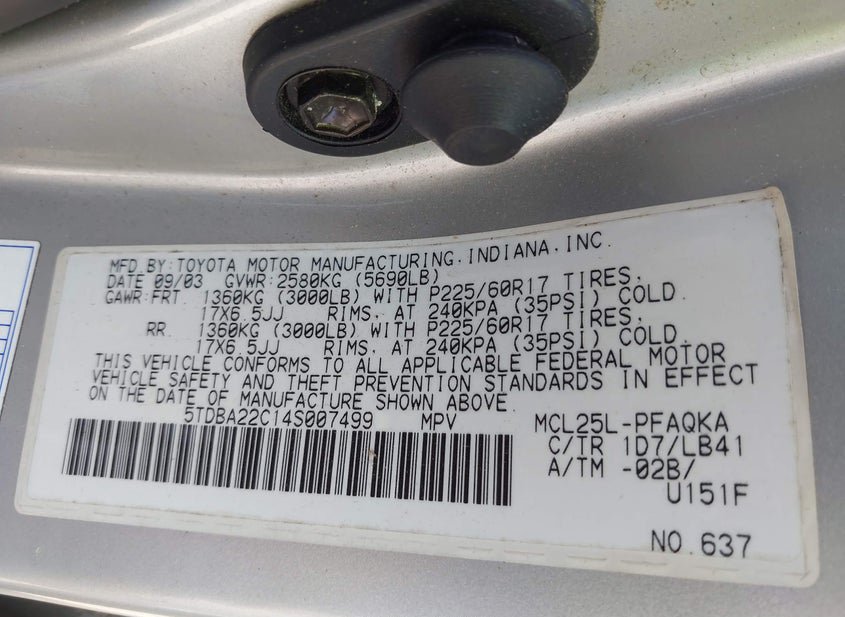 MFD.BY:TOYOTA MOTOR MANUFACTURING,INDIANA,INC.
DATE 09/03 GVWR:2580KG (5690LB)
GAWR:FRT. 1360KG (3000LB) WITH P225/60R17 TIRES,
17X6.5JJ RIMS, AT 240KPA (35PSI) COLD.
RR. 1360KG (3000LB) WITH P225/60R17 TIRES,
17X6.5JJ RIMS, AT 240KPA (35PSI) COLD.
THIS VEHICLE CONFORMS TO ALL APPLICABLE FEDERAL MOTOR
VEHICLE SAFETY AND THEFT PREVENTION STANDARDS IN EFFECT
ON THE DATE OF MANUFACTURE SHOWN ABOVE.
5TDBA22C14S007499 MPV
MCL25L-PFAQKA
C/TR 1D7/LB41
A/TM -02B/
U151F
NO.637